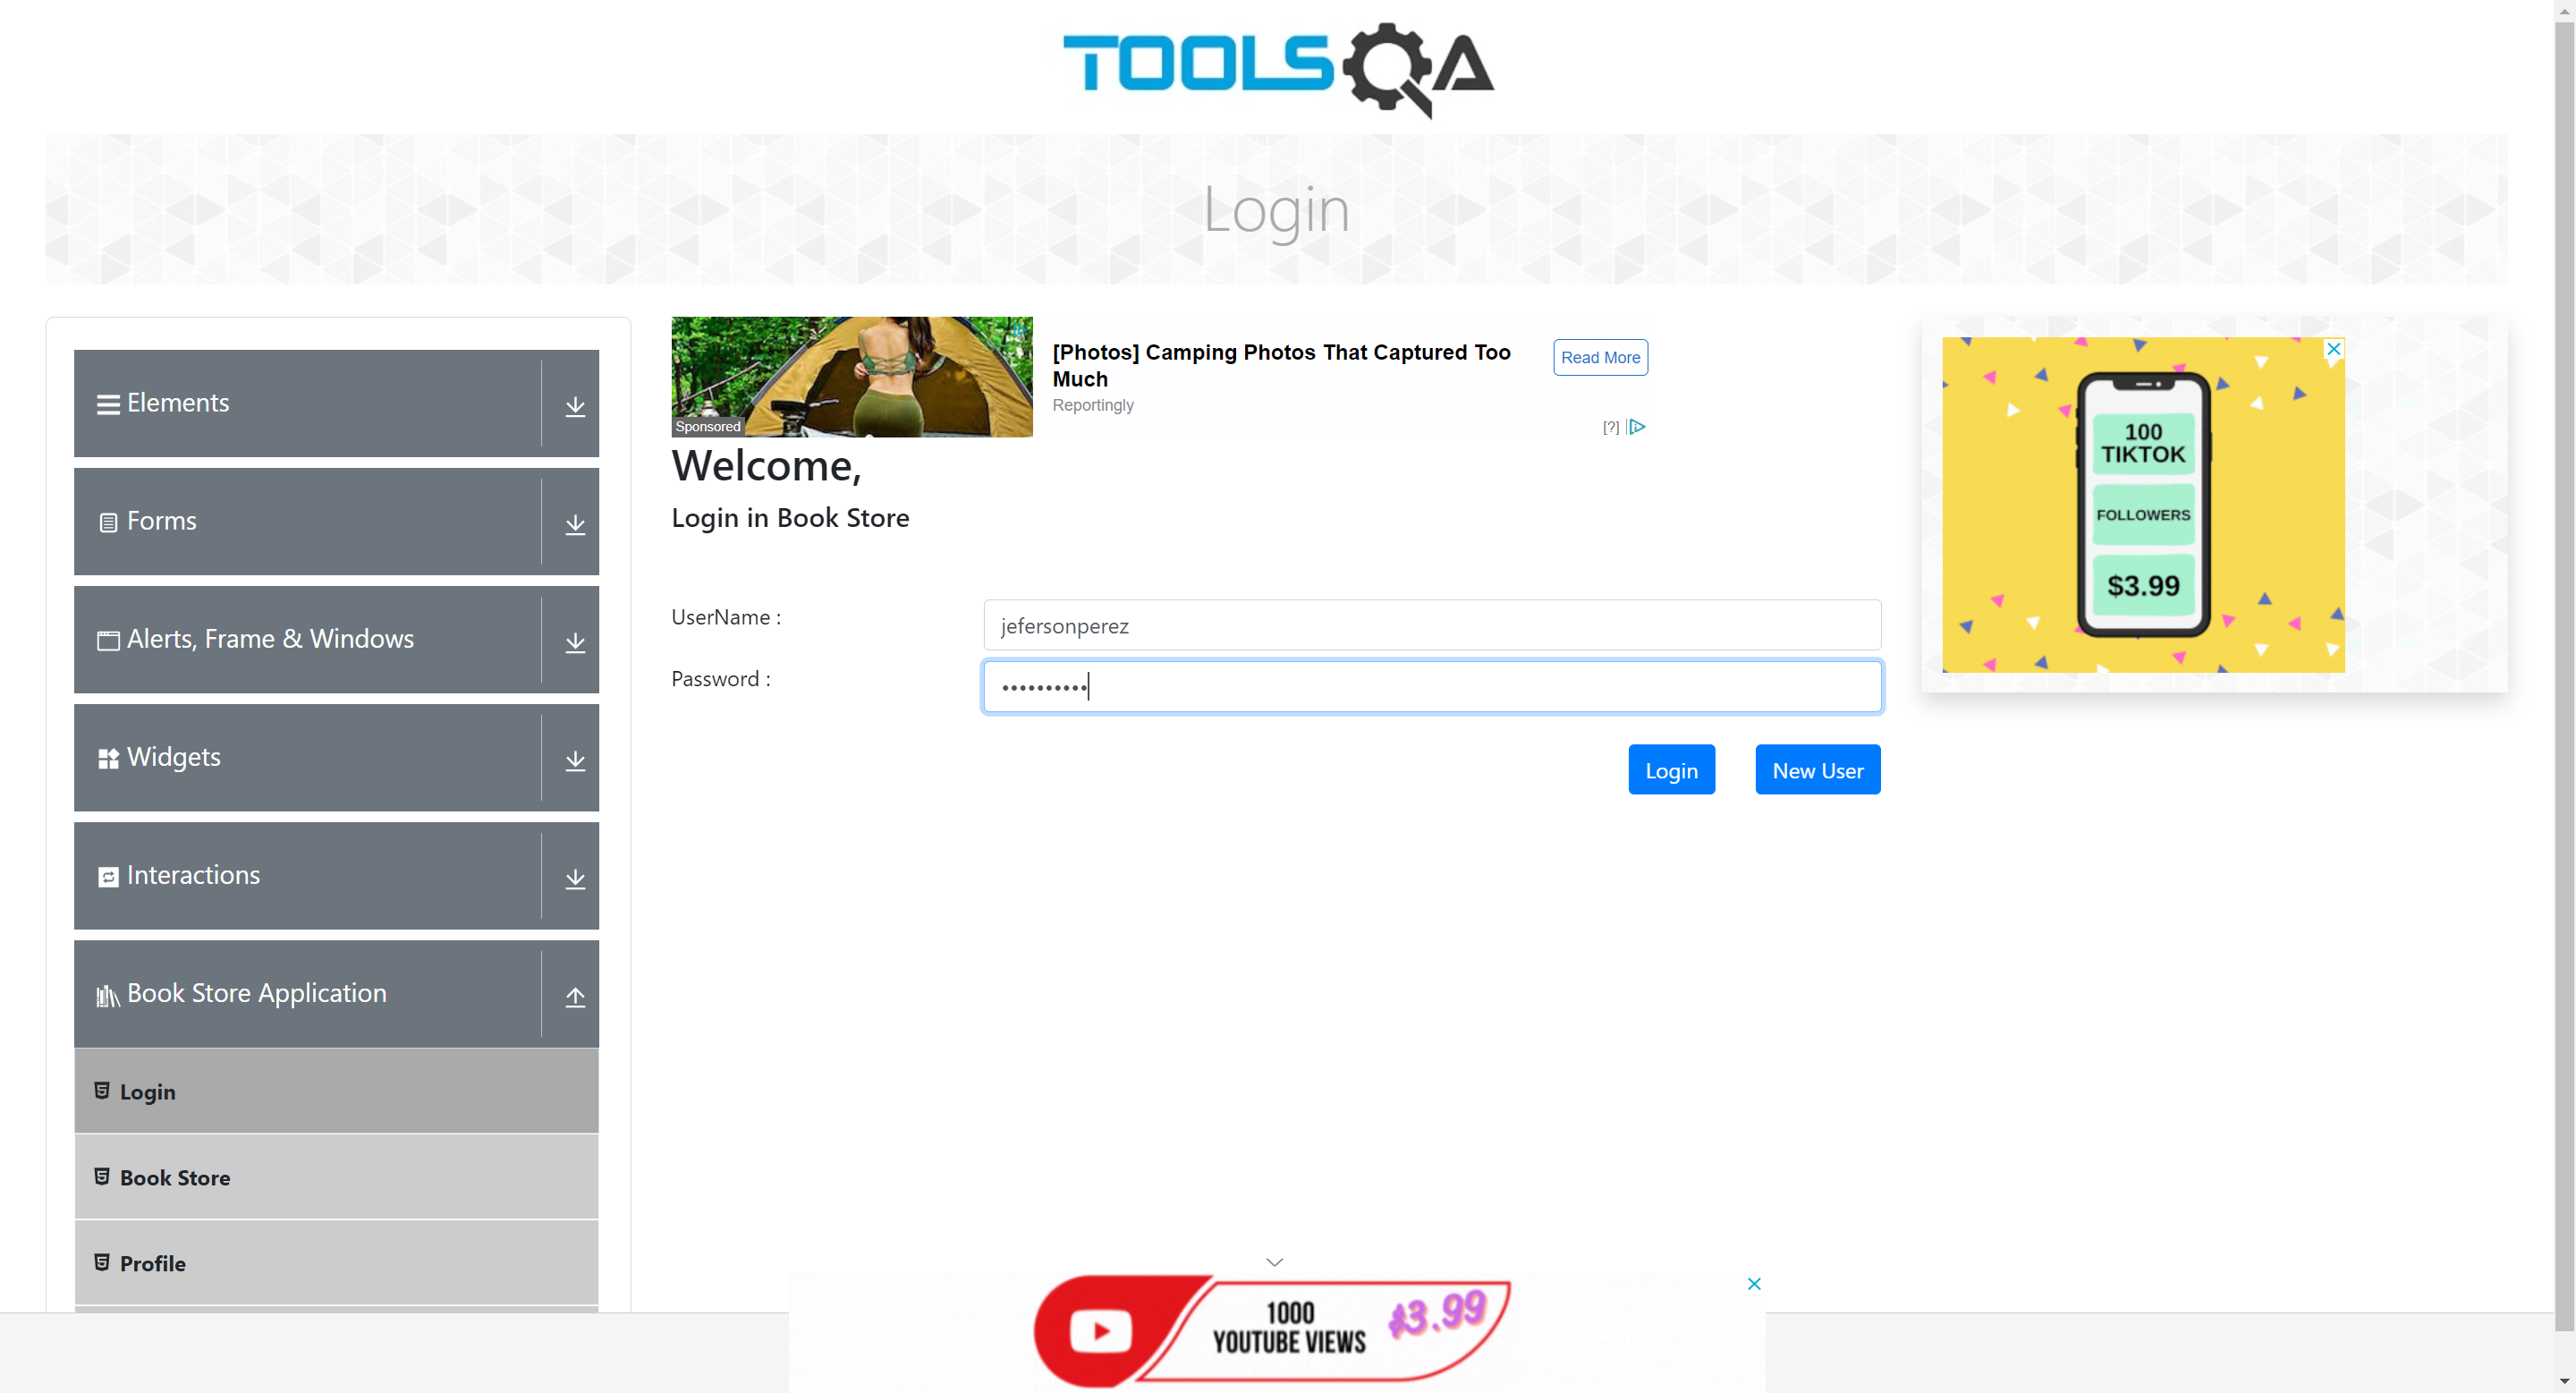 TOOLSQA
Login
Elements
Forms
Alerts, Frame & Windows
Widgets
Interactions
Book Store Application
Login
Book Store
Profile
Sponsored
[Photos] Camping Photos That Captured Too
Much
Reportingly
Read More
[?]
Welcome,
Login in Book Store
UserName :
jefersonperez
Password :
••••••••••
Login
New User
100
TIKTOK
FOLLOWERS
$3.99
1000
YOUTUBE VIEWS
$3.99